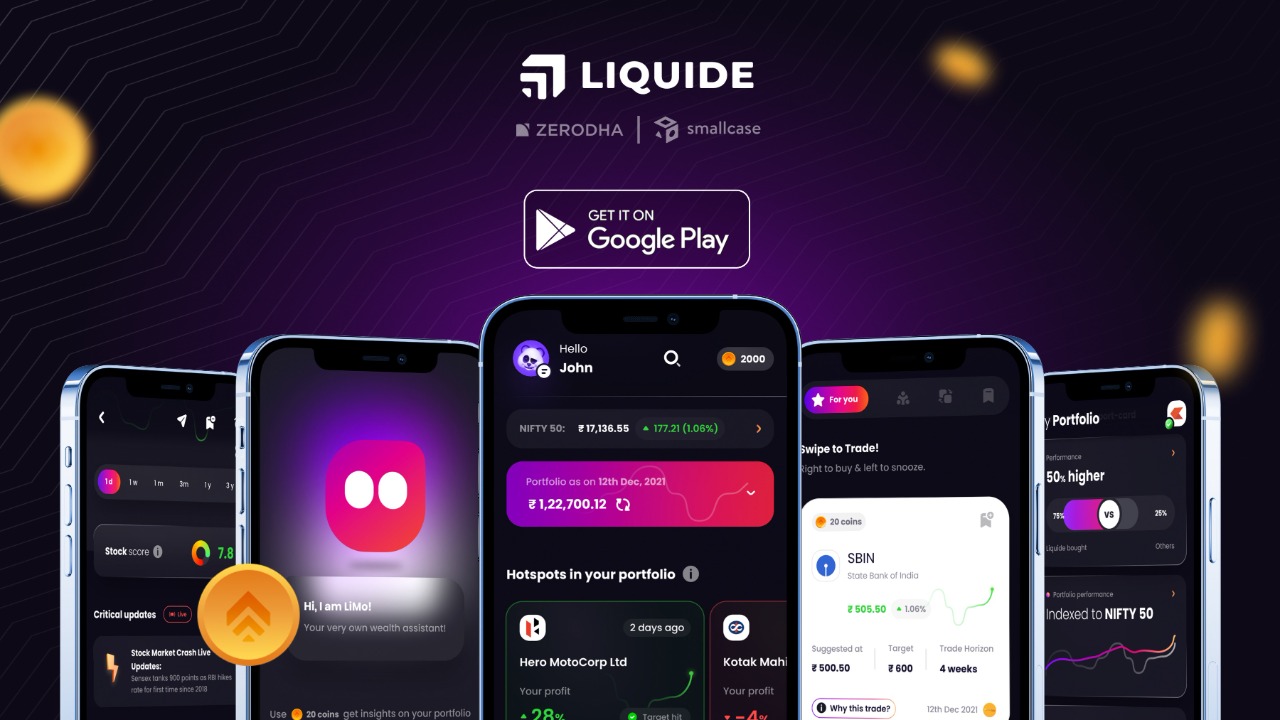 LIQUIDE
ZERODHA | smallcase
GET IT ON
Google Play
1d 1w 1m 3m 1y 3y
Stock score 7.8
Critical updates Live
Stock Market Crash Live
Updates:
Sensex tanks 900 points as RBI hikes
rate for first time since 2018
Hi, I am LiMo!
Your very own wealth assistant!
Use 20 coins get insights on your portfolio
Hello
John
2000
NIFTY 50: ₹ 17,136.55 177.21 (1.06%)
Portfolio as on 12th Dec, 2021
₹ 1,22,700.12
Hotspots in your portfolio
2 days ago
Hero MotoCorp Ltd
Your profit
28%
Target hit
Kotak Mahi
Your profit
-4%
For you
Swipe to Trade!
Right to buy & left to snooze.
20 coins
SBIN
State Bank of India
₹ 505.50 1.06%
Suggested at Target Trade Horizon
₹ 500.50 ₹ 600 4 weeks
Why this trade? 12th Dec 2021
y Portfolio
Performance
50% higher
75% VS 25%
Liquide bought Others
Portfolio performance
Indexed to NIFTY 50